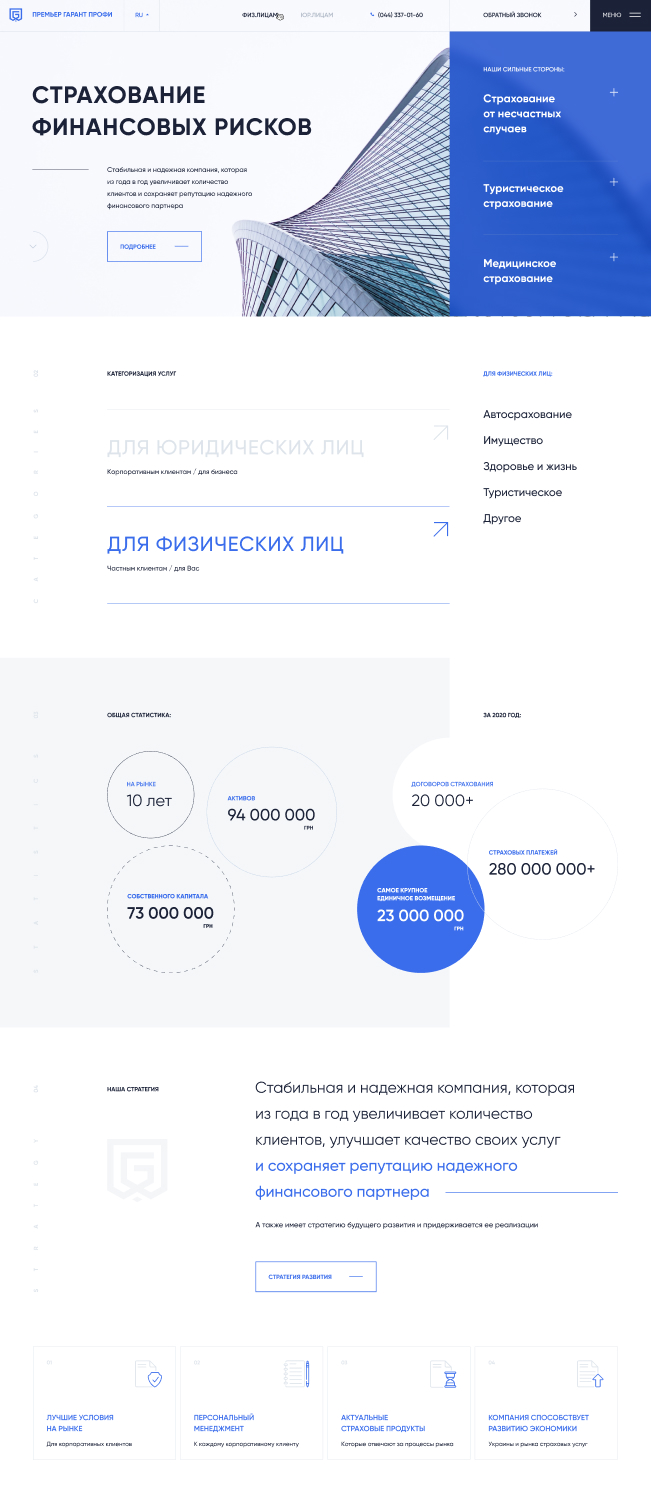 ПРЕМЬЕР ГАРАНТ ПРОФИ
RU
ФИЗ.ЛИЦАМ
ЮР.ЛИЦАМ
(044) 337-01-60
ОБРАТНЫЙ ЗВОНОК
МЕНЮ
СТРАХОВАНИЕ
ФИНАНСОВЫХ РИСКОВ
Стабильная и надежная компания, которая
из года в год увеличивает количество
клиентов и сохраняет репутацию надежного
финансового партнера
ПОДРОБНЕЕ
НАШИ СИЛЬНЫЕ СТОРОНЫ:
Страхование
от несчастных
случаев
Туристическое
страхование
Медицинское
страхование
КАТЕГОРИЗАЦИЯ УСЛУГ
ДЛЯ ЮРИДИЧЕСКИХ ЛИЦ
Корпоративным клиентам / для бизнеса
ДЛЯ ФИЗИЧЕСКИХ ЛИЦ
Частным клиентам / для Вас
ДЛЯ ФИЗИЧЕСКИХ ЛИЦ:
Автосрахование
Имущество
Здоровье и жизнь
Туристическое
Другое
ОБЩАЯ СТАТИСТИКА:
НА РЫНКЕ
10 лет
АКТИВОВ
94 000 000
ГРН
СОБСТВЕННОГО КАПИТАЛА
73 000 000
ГРН
ЗА 2020 ГОД:
ДОГОВОРОВ СТРАХОВАНИЯ
20 000+
СТРАХОВЫХ ПЛАТЕЖЕЙ
280 000 000+
САМОЕ КРУПНОЕ
ЕДИНИЧНОЕ ВОЗМЕЩЕНИЕ
23 000 000
ГРН
НАША СТРАТЕГИЯ
Стабильная и надежная компания, которая
из года в год увеличивает количество
клиентов, улучшает качество своих услуг
и сохраняет репутацию надежного
финансового партнера
А также имеет стратегию будущего развития и придерживается ее реализации
СТРАТЕГИЯ РАЗВИТИЯ
01
ЛУЧШИЕ УСЛОВИЯ
НА РЫНКЕ
Для корпоративных клиентов
02
ПЕРСОНАЛЬНЫЙ
МЕНЕДЖМЕНТ
К каждому корпоративному клиенту
03
АКТУАЛЬНЫЕ
СТРАХОВЫЕ ПРОДУКТЫ
Которые отвечают за процессы рынка
04
КОМПАНИЯ СПОСОБСТВУЕТ
РАЗВИТИЮ ЭКОНОМИКИ
Украины и рынка страховых услуг